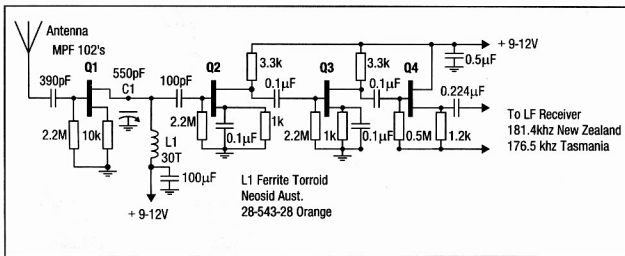 Antenna
MPF 102's
390pF
Q1
550pF
C1
100pF
Q2
3.3k
0.1µF
3.3k
Q3
0.1µF
Q4
+ 9-12V
0.5µF
0.224µF
2.2M
10k
L1
30T
2.2M
0.1µF
1k
2.2M
1k
0.1µF
0.5M
1.2k
To LF Receiver
181.4khz New Zealand
176.5 khz Tasmania
100µF
+ 9-12V
L1 Ferrite Torroid
Neosid Aust.
28-543-28 Orange